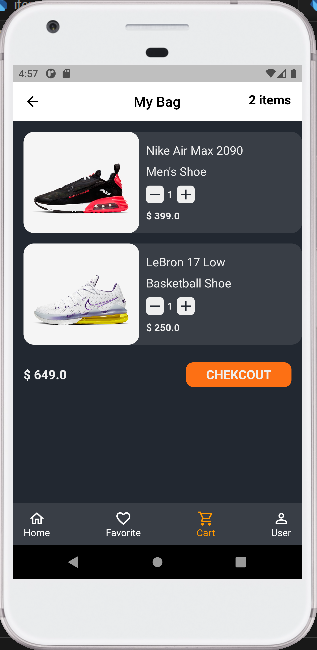 4:57
My Bag
2 items
Nike Air Max 2090
Men's Shoe
1
$ 399.0
LeBron 17 Low
Basketball Shoe
1
$ 250.0
$ 649.0
CHEKCOUT
Home
Favorite
Cart
User